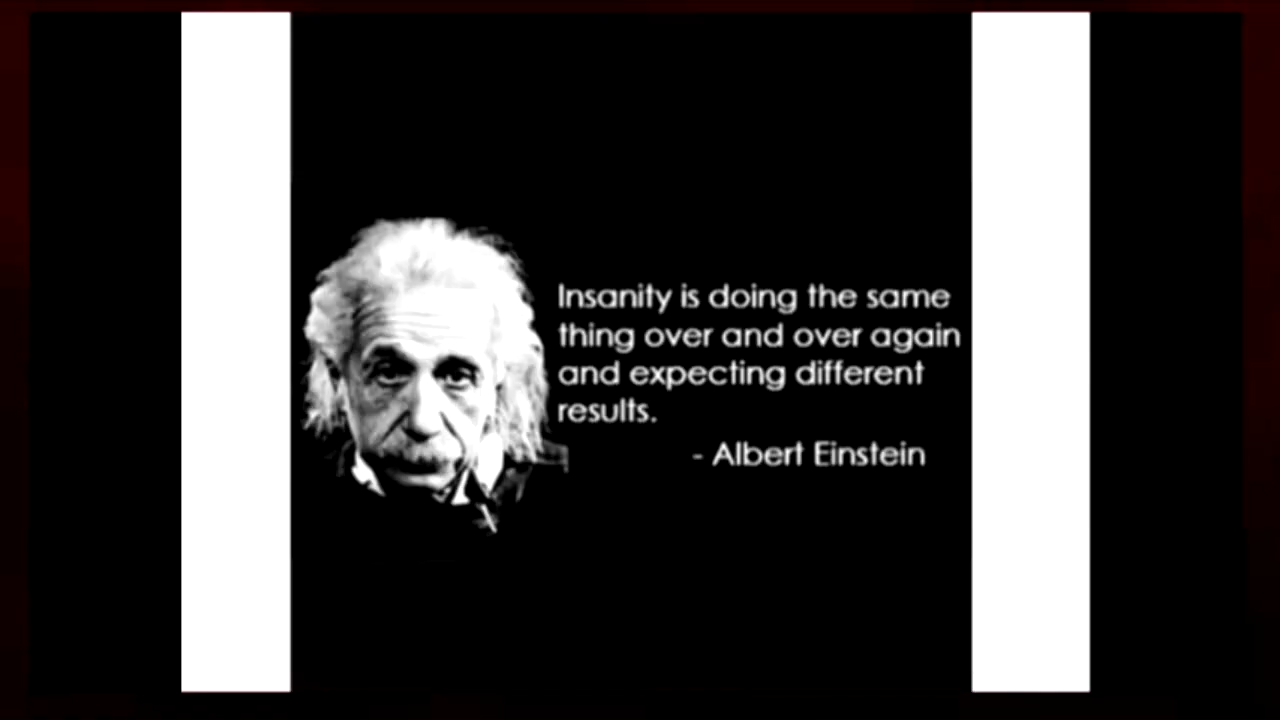 Insanity is doing the same
thing over and over again
and expecting different
results.
- Albert Einstein